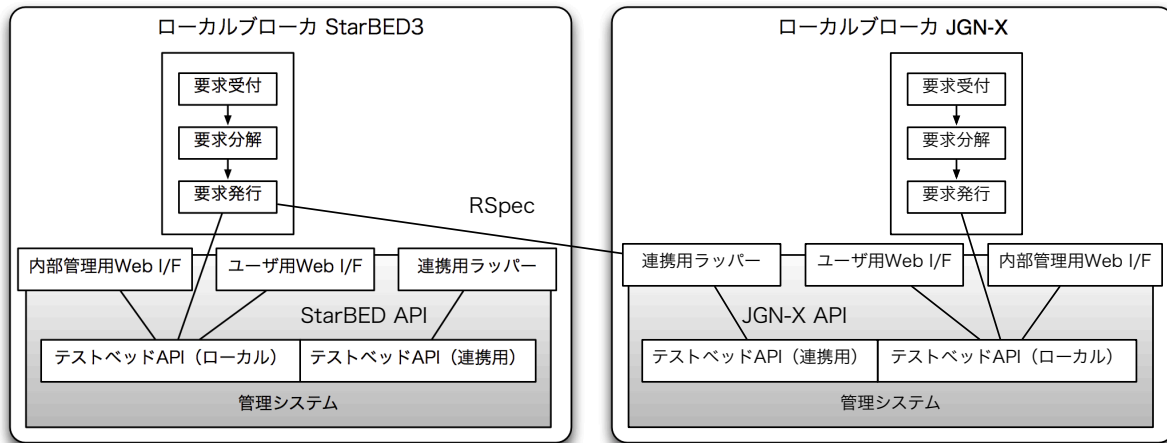 ローカルブローカ StarBED3
要求受付
要求分解
要求発行
RSpec
内部管理用Web I/F
ユーザ用Web I/F
連携用ラッパー
StarBED API
テストベッドAPI（ローカル）
テストベッドAPI（連携用）
管理システム
ローカルブローカ JGN-X
要求受付
要求分解
要求発行
連携用ラッパー
ユーザ用Web I/F
内部管理用Web I/F
JGN-X API
テストベッドAPI（連携用）
テストベッドAPI（ローカル）
管理システム